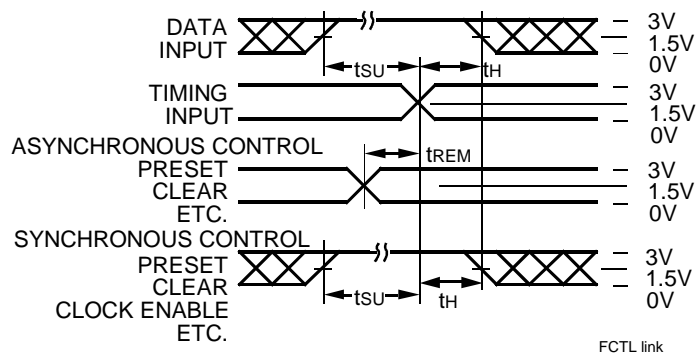 DATA
INPUT
3V
1.5V
0V
tSU
tH
TIMING
INPUT
3V
1.5V
0V
ASYNCHRONOUS CONTROL
PRESET
CLEAR
ETC.
tREM
3V
1.5V
0V
SYNCHRONOUS CONTROL
PRESET
CLEAR
CLOCK ENABLE
ETC.
tSU
tH
3V
1.5V
0V
FCTL link